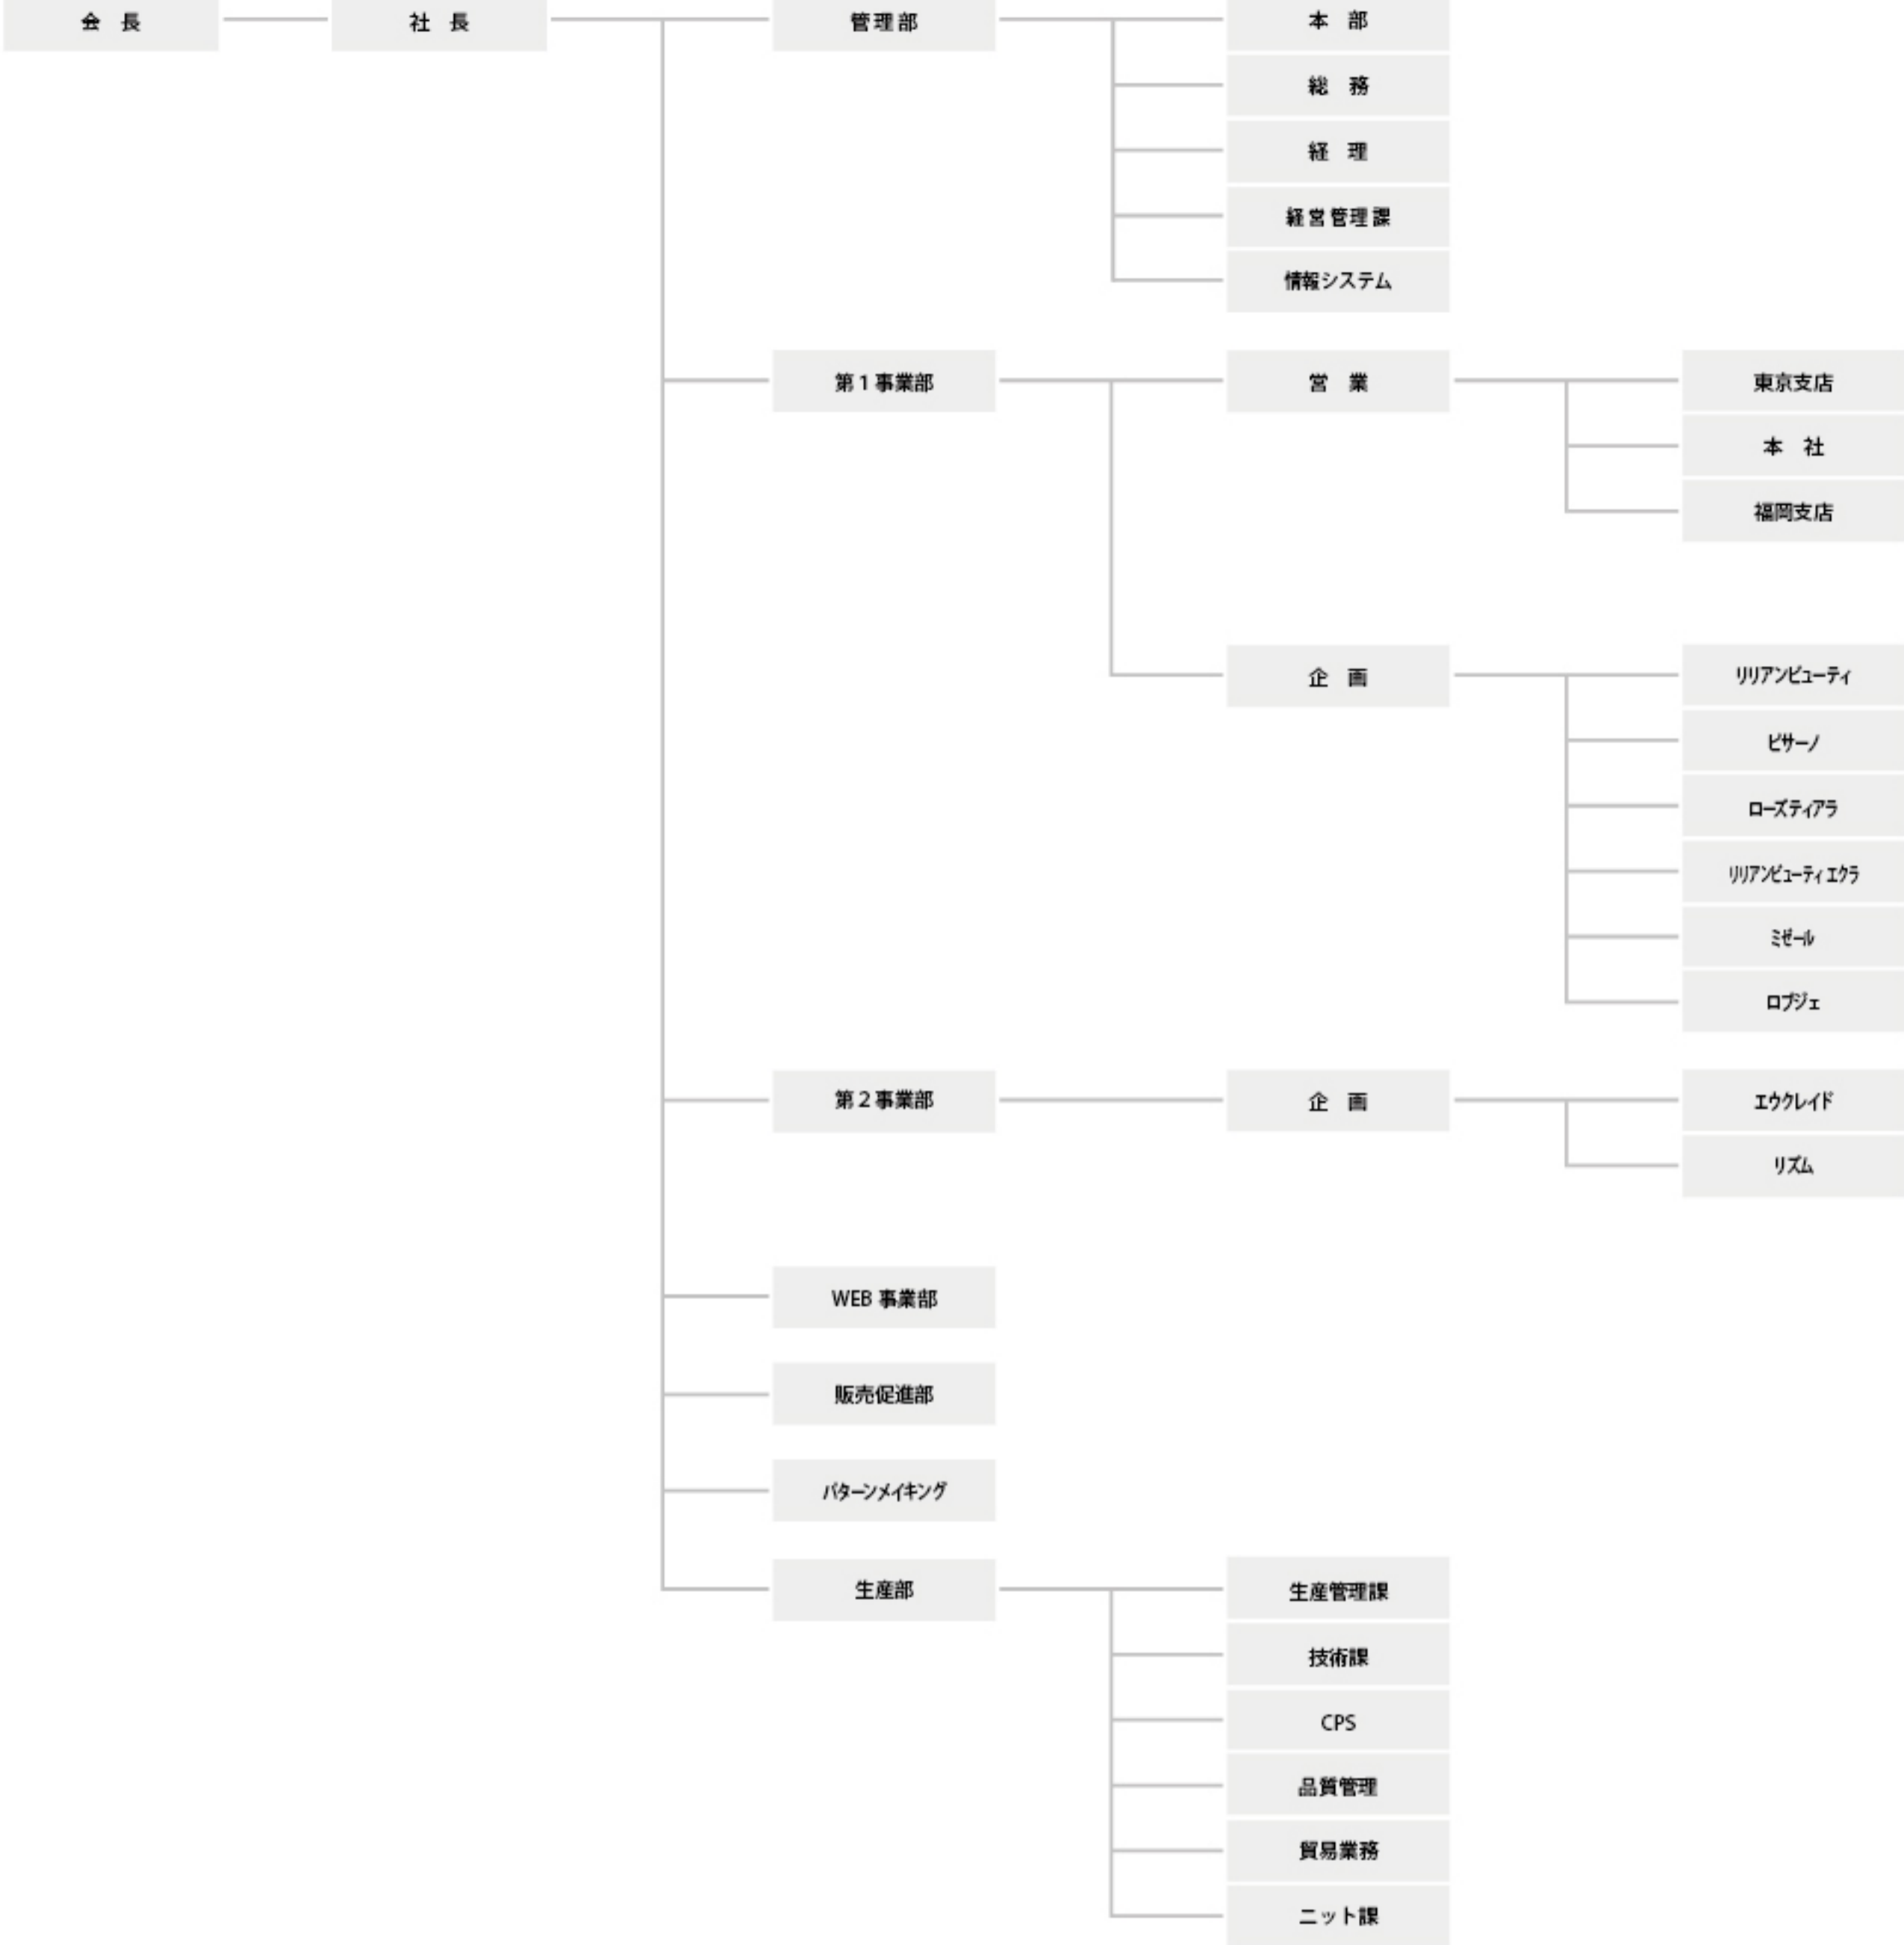 会　長
社　長
管理部
本　部
総　務
経　理
経営管理課
情報システム
第1事業部
営　業
東京支店
本　社
福岡支店
企　画
リリアンビューティ
ピサーノ
ローズティアラ
リリアンビューティ エクラ
ミゼール
ロブジェ
第2事業部
企　画
エウクレイド
リズム
WEB 事業部
販売促進部
パターンメイキング
生産部
生産管理課
技術課
CPS
品質管理
貿易業務
ニット課